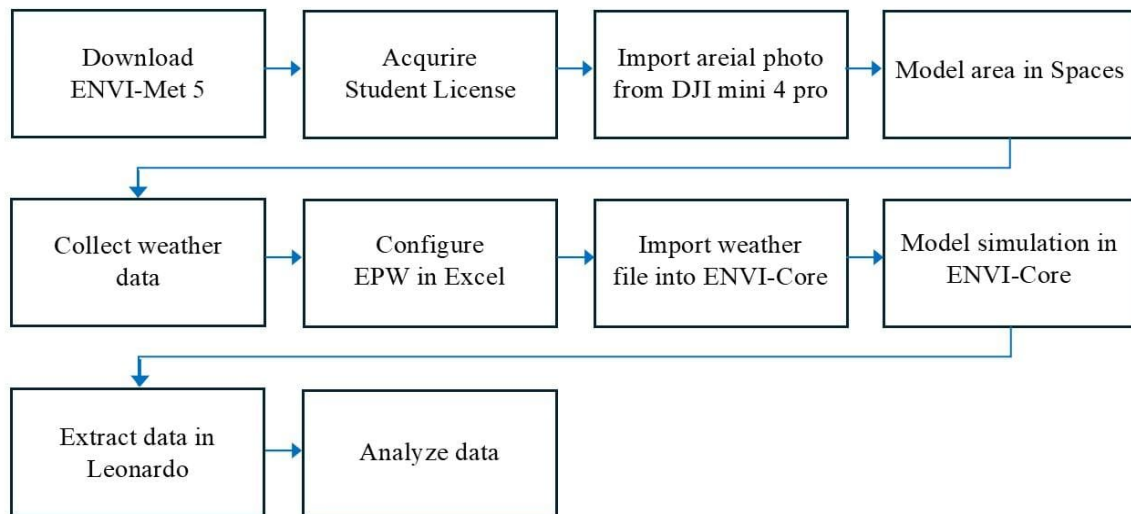 Download
ENVI-Met 5
Acqurire
Student License
Import areial photo
from DJI mini 4 pro
Model area in Spaces
Collect weather
data
Configure
EPW in Excel
Import weather
file into ENVI-Core
Model simulation in
ENVI-Core
Extract data in
Leonardo
Analyze data